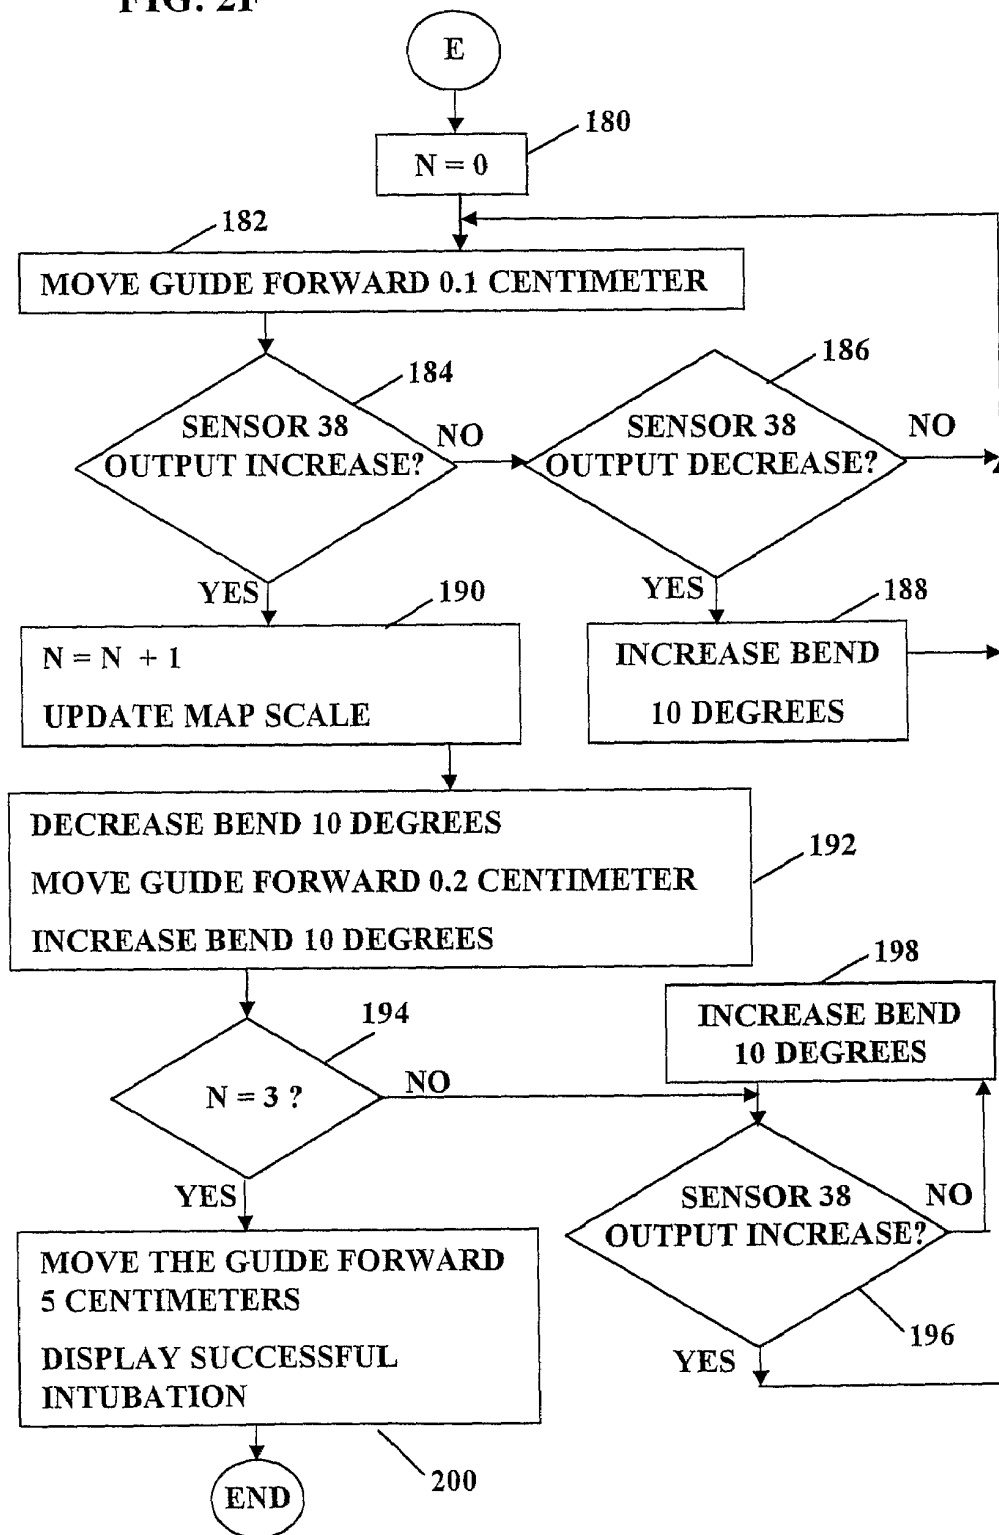 FIG. 2F
E
180
N = 0
182
MOVE GUIDE FORWARD 0.1 CENTIMETER
184
186
SENSOR 38
OUTPUT INCREASE?
NO
SENSOR 38
OUTPUT DECREASE?
NO
YES
190
YES
188
N = N + 1
UPDATE MAP SCALE
INCREASE BEND
10 DEGREES
DECREASE BEND 10 DEGREES
MOVE GUIDE FORWARD 0.2 CENTIMETER
INCREASE BEND 10 DEGREES
192
198
INCREASE BEND
10 DEGREES
194
N = 3 ?
NO
YES
SENSOR 38
OUTPUT INCREASE?
NO
196
YES
MOVE THE GUIDE FORWARD
5 CENTIMETERS
DISPLAY SUCCESSFUL
INTUBATION
200
END